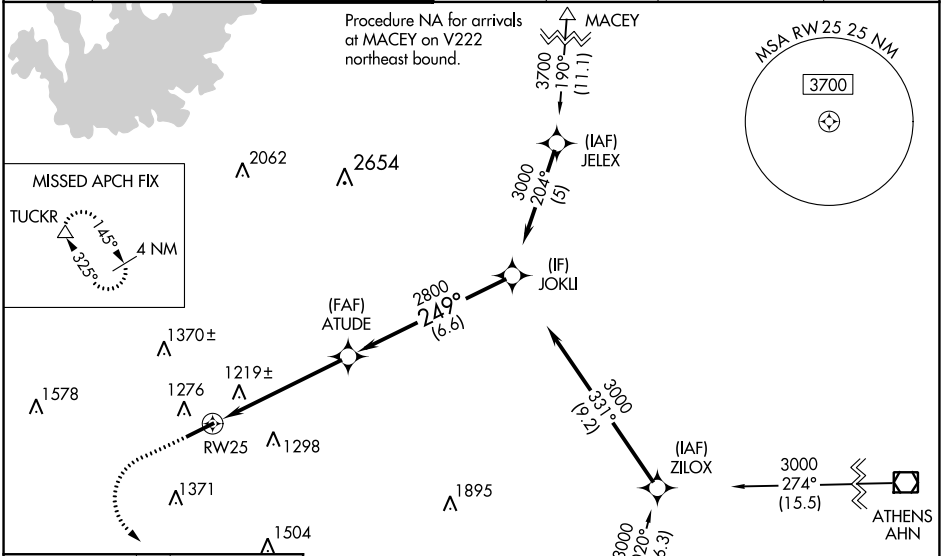 Procedure NA for arrivals
at MACEY on V222
northeast bound.
MACEY
3700
190°
(11.1)
MSA RW25 25 NM
3700
(IAF)
JELEX
3000
204°
(5)
2062
2654
MISSED APCH FIX
TUCKR
145°
4 NM
325°
(IF)
JOKLI
2800
249°
(6.6)
(FAF)
ATUDE
1370±
1219±
1578
1276
RW25
1298
1371
1504
1895
3000
331°
(9.2)
(IAF)
ZILOX
3000
274°
(15.5)
ATHENS
AHN
3000